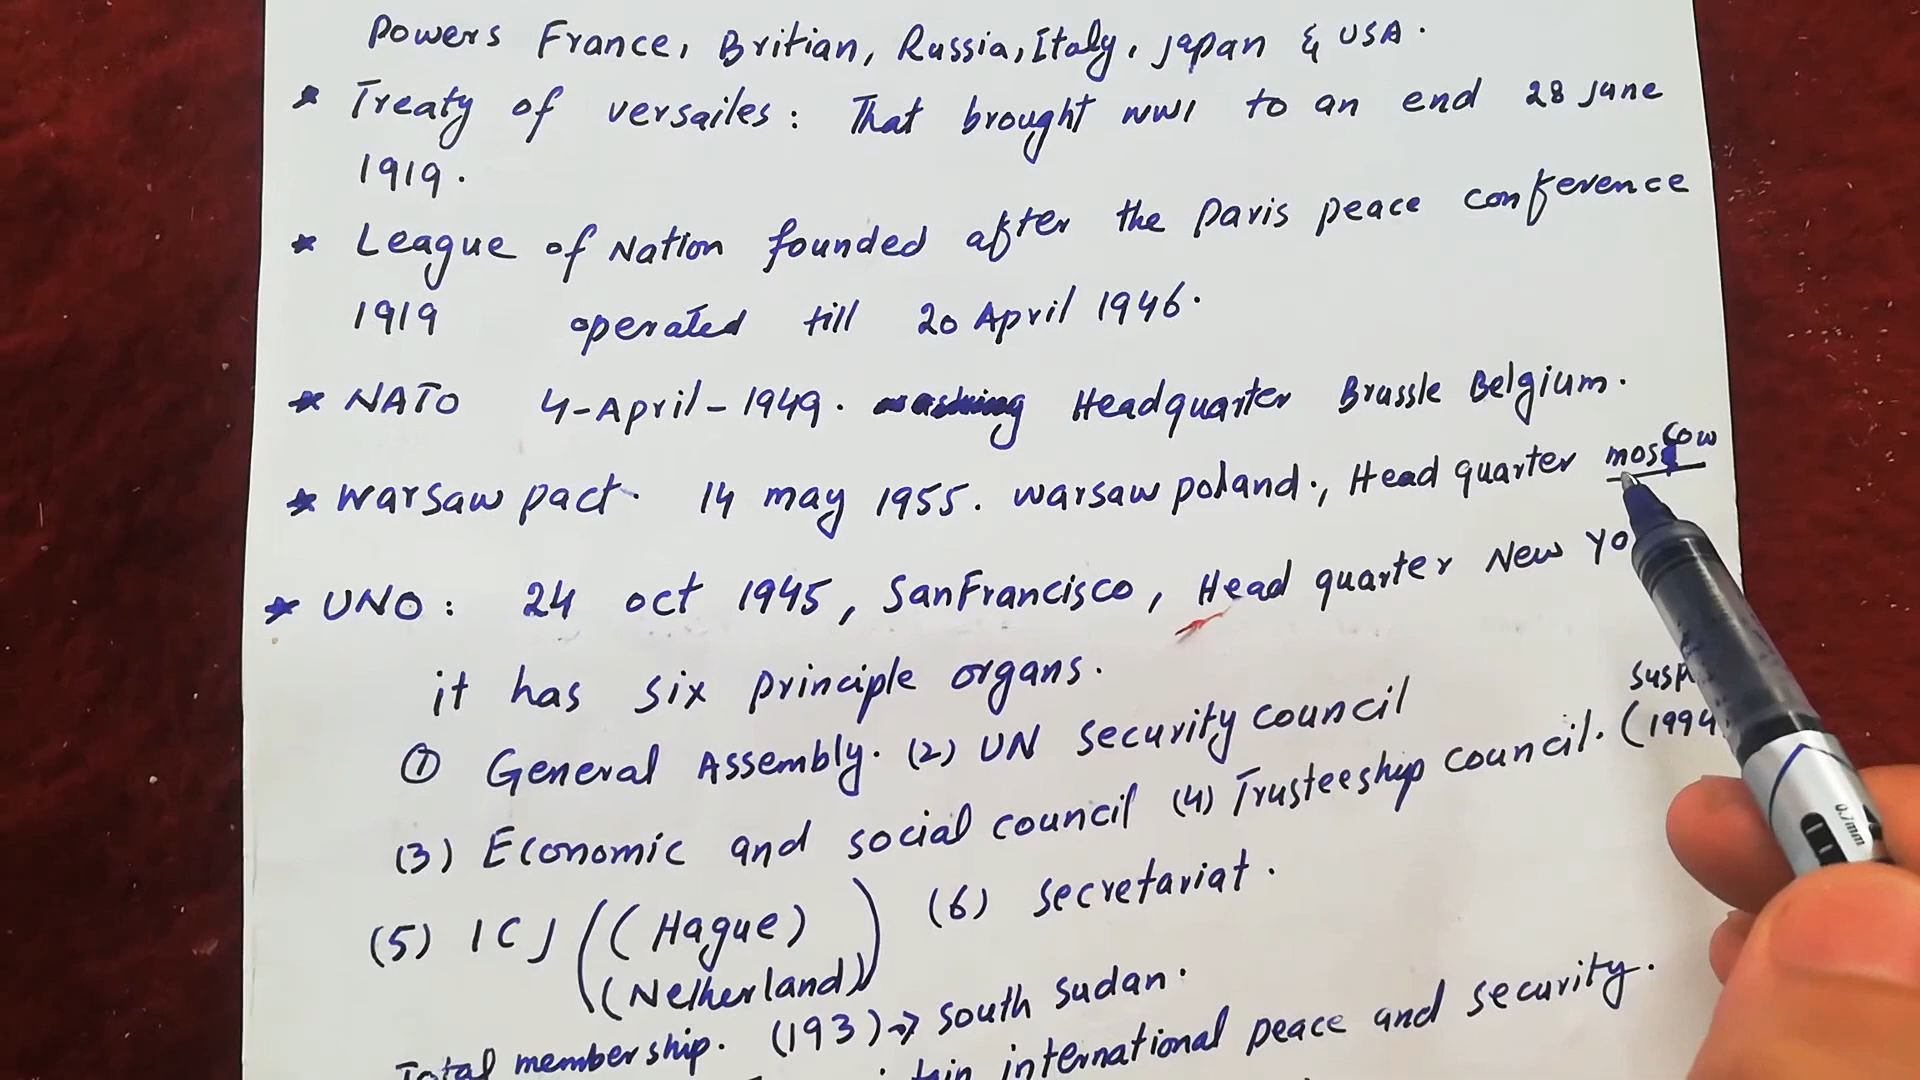 Powers France, Britian, Russia, Italy, japan & USA.
* Treaty of versailes: That brought WW1 to an end 28 june
1919.
* League of Nation founded after the Paris peace conference
1919 operated till 20 April 1946.
* NATO 4-April-1949. Headquarter Brussle Belgium.
* Warsaw pact. 14 may 1955. Warsaw poland., Head quarter moscow
* UNO: 24 oct 1945, SanFrancisco, Head quarter New Yo
it has six principle organs.
① General Assembly. (2) UN Security council
susp
(3) Economic and social council (4) Trusteeship council. (1994
(5) ICJ ((Hague) (6) Secretariat.
(Netherland))
Total membership. (193) → South Sudan.
international peace and security.
0.7mm